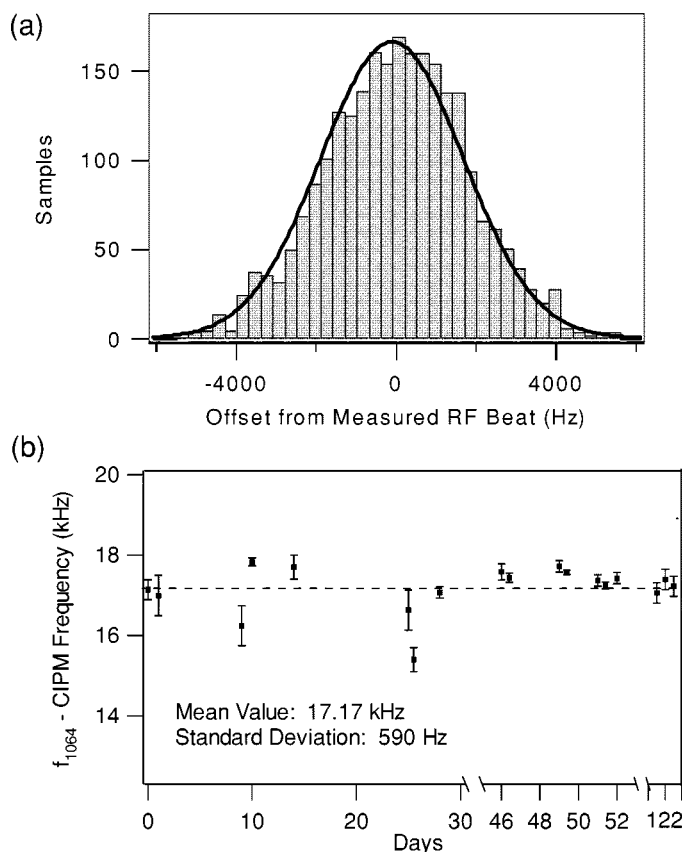 (a)
150
100
50
0
Samples
-4000 0 4000
Offset from Measured RF Beat (Hz)
(b)
20
18
16
14
f1064 - CIPM Frequency (kHz)
Mean Value: 17.17 kHz
Standard Deviation: 590 Hz
0 10 20 30 46 48 50 52 122
Days